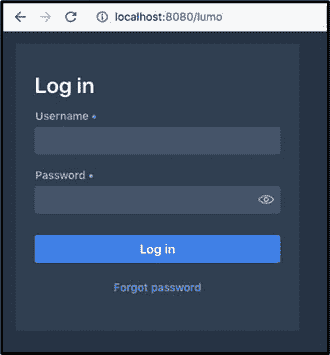 localhost:8080/lumo
Log in
Username •
Password •
Log in
Forgot password